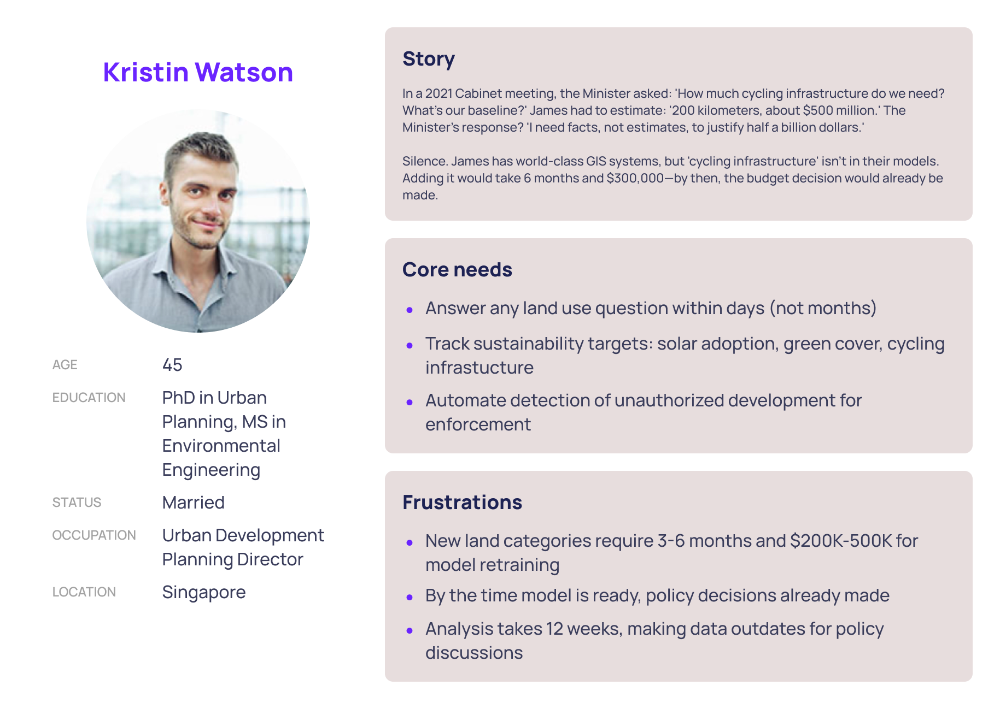 Kristin Watson
AGE
45
EDUCATION
PhD in Urban
Planning, MS in
Environmental
Engineering
STATUS
Married
OCCUPATION
Urban Development
Planning Director
LOCATION
Singapore
Story
In a 2021 Cabinet meeting, the Minister asked: 'How much cycling infrastructure do we need?
What's our baseline?' James had to estimate: '200 kilometers, about $500 million.' The
Minister's response? 'I need facts, not estimates, to justify half a billion dollars.'
Silence. James has world-class GIS systems, but 'cycling infrastructure' isn't in their models.
Adding it would take 6 months and $300,000—by then, the budget decision would already be
made.
Core needs
• Answer any land use question within days (not months)
• Track sustainability targets: solar adoption, green cover, cycling
infrastucture
• Automate detection of unauthorized development for
enforcement
Frustrations
• New land categories require 3-6 months and $200K-500K for
model retraining
• By the time model is ready, policy decisions already made
• Analysis takes 12 weeks, making data outdates for policy
discussions